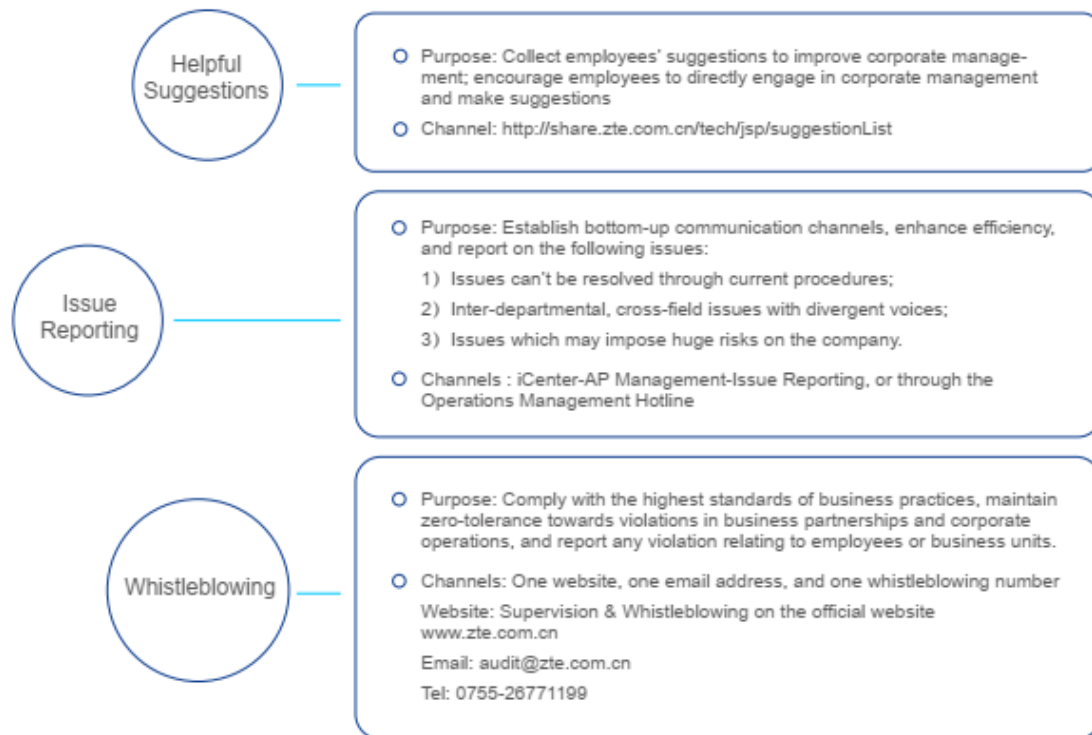 Helpful
Suggestions
Purpose: Collect employees' suggestions to improve corporate manage-
ment; encourage employees to directly engage in corporate management
and make suggestions
Channel: http://share.zte.com.cn/tech/jsp/suggestionList
Issue
Reporting
Purpose: Establish bottom-up communication channels, enhance efficiency,
and report on the following issues:
1) Issues can't be resolved through current procedures;
2) Inter-departmental, cross-field issues with divergent voices;
3) Issues which may impose huge risks on the company.
Channels : iCenter-AP Management-Issue Reporting, or through the
Operations Management Hotline
Whistleblowing
Purpose: Comply with the highest standards of business practices, maintain
zero-tolerance towards violations in business partnerships and corporate
operations, and report any violation relating to employees or business units.
Channels: One website, one email address, and one whistleblowing number
Website: Supervision & Whistleblowing on the official website
www.zte.com.cn
Email: audit@zte.com.cn
Tel: 0755-26771199